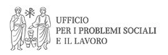 UFFICIO
PER I PROBLEMI SOCIALI
E IL LAVORO